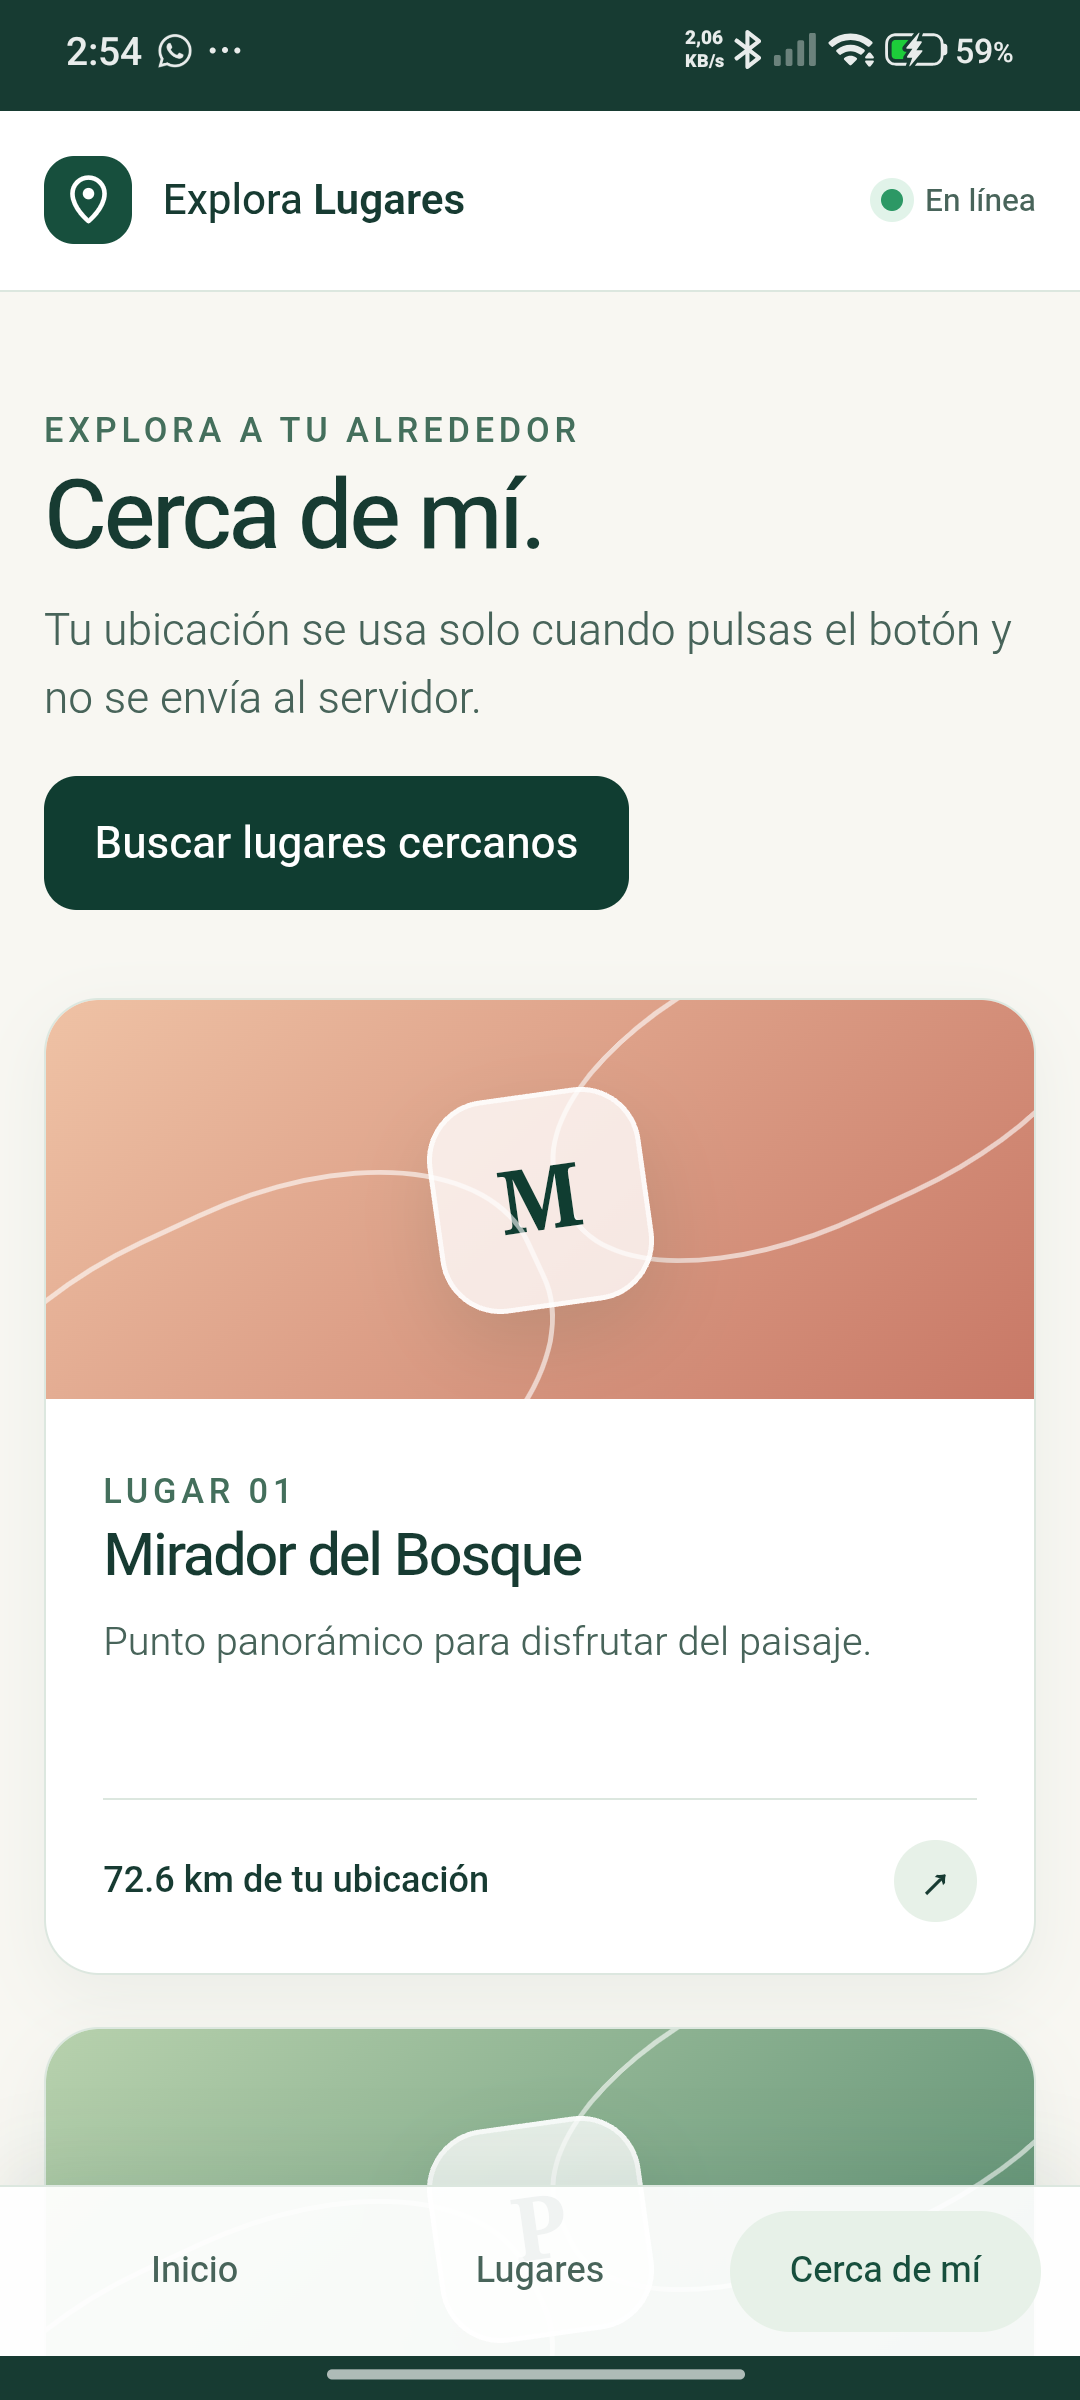 2:54
2,06
KB/s
59%
Explora Lugares
En línea
EXPLORA A TU ALREDEDOR
Cerca de mí.
Tu ubicación se usa solo cuando pulsas el botón y
no se envía al servidor.
Buscar lugares cercanos
M
LUGAR 01
Mirador del Bosque
Punto panorámico para disfrutar del paisaje.
72.6 km de tu ubicación
P
Inicio
Lugares
Cerca de mí